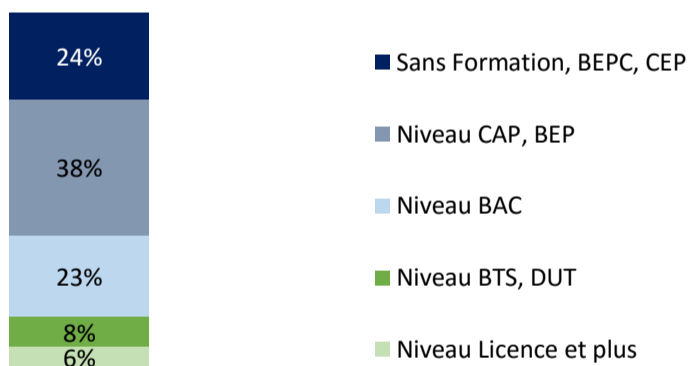 24%
38%
23%
8%
6%
Sans Formation, BEPC, CEP
Niveau CAP, BEP
Niveau BAC
Niveau BTS, DUT
Niveau Licence et plus